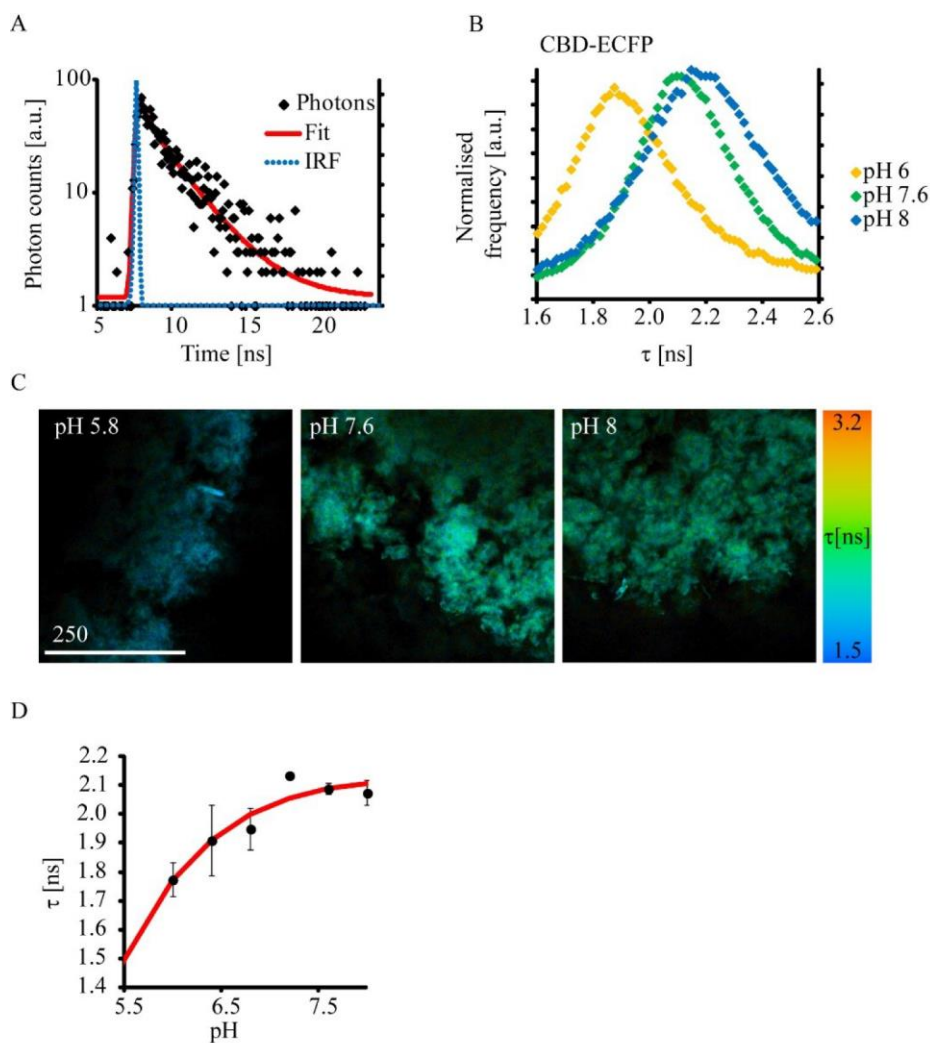 A
B
CBD-ECFP
Photon counts [a.u.]
100
10
1
5
10
15
20
Time [ns]
Photons
Fit
IRF
Normalised
frequency [a.u.]
1.6
1.8
2.0
2.2
2.4
2.6
τ [ns]
pH 6
pH 7.6
pH 8
C
pH 5.8
250
pH 7.6
pH 8
3.2
τ[ns]
1.5
D
τ [ns]
2.2
2.1
2.0
1.9
1.8
1.7
1.6
1.5
1.4
5.5
6.5
7.5
pH